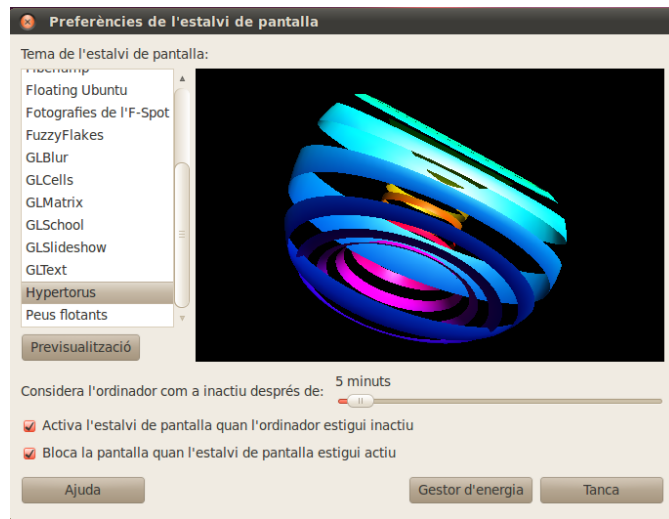 Preferències de l'estalvi de pantalla
Tema de l'estalvi de pantalla:
Floating Ubuntu
Fotografies de l'F-Spot
FuzzyFlakes
GLBlur
GLCells
GLMatrix
GLSchool
GLSlideshow
GLText
Hypertorus
Peus flotants
Previsualització
Considera l'ordinador com a inactiu després de:
5 minuts
Activa l'estalvi de pantalla quan l'ordinador estigui inactiu
Bloca la pantalla quan l'estalvi de pantalla estigui actiu
Ajuda
Gestor d'energia
Tanca